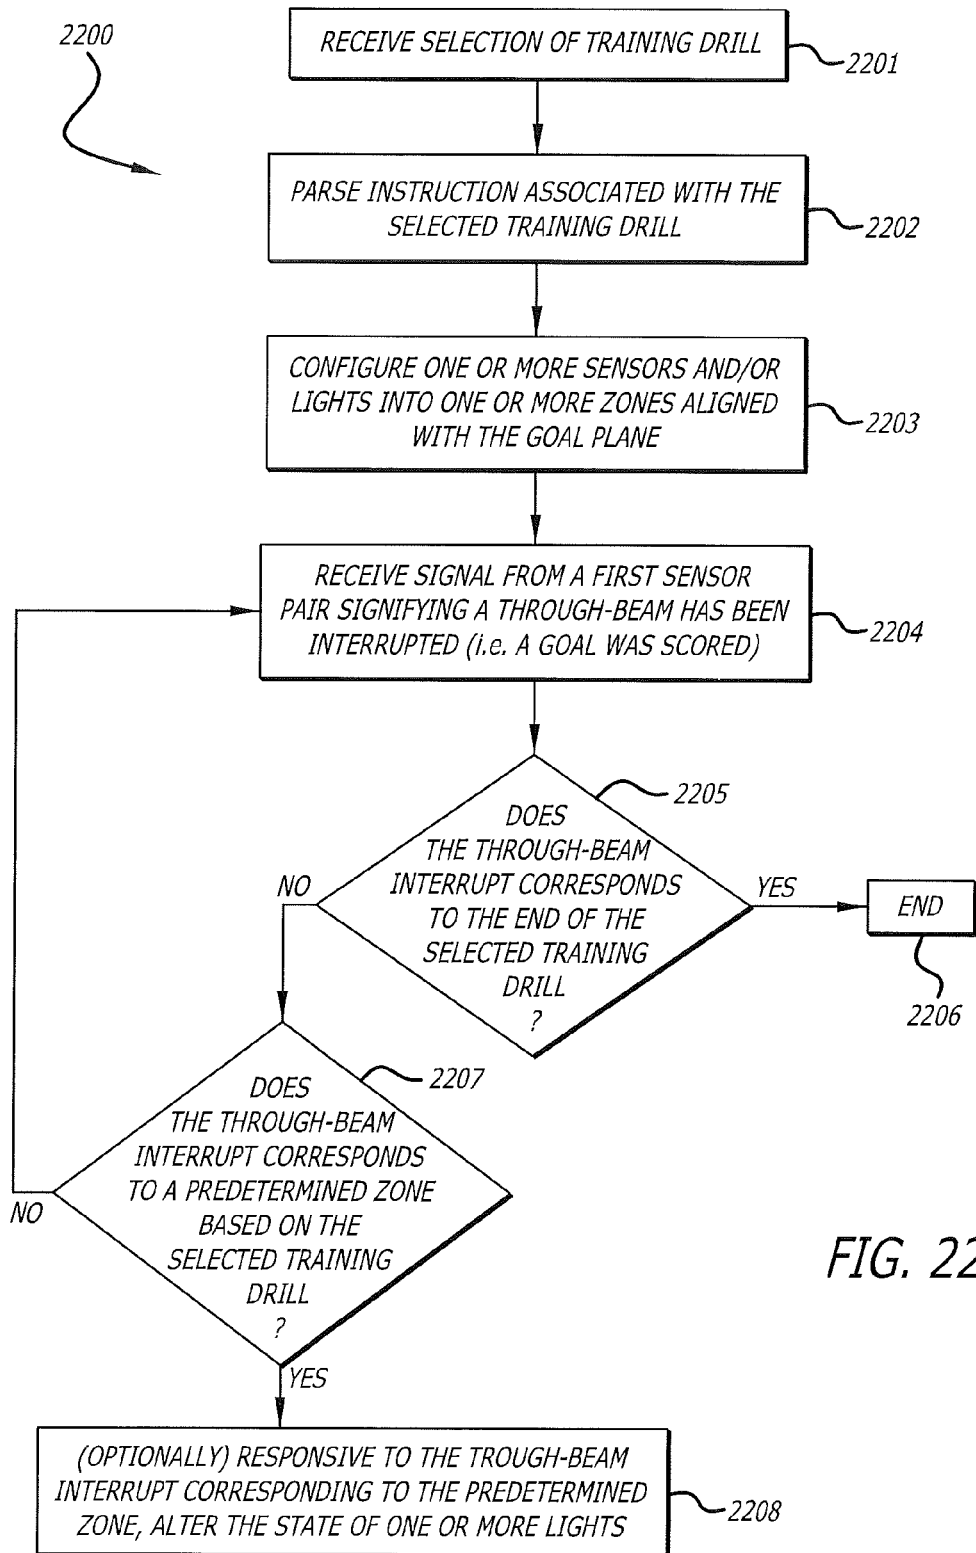 2200
RECEIVE SELECTION OF TRAINING DRILL
2201
PARSE INSTRUCTION ASSOCIATED WITH THE
SELECTED TRAINING DRILL
2202
CONFIGURE ONE OR MORE SENSORS AND/OR
LIGHTS INTO ONE OR MORE ZONES ALIGNED
WITH THE GOAL PLANE
2203
RECEIVE SIGNAL FROM A FIRST SENSOR
PAIR SIGNIFYING A THROUGH-BEAM HAS BEEN
INTERRUPTED (i.e. A GOAL WAS SCORED)
2204
DOES
THE THROUGH-BEAM
INTERRUPT CORRESPONDS
TO THE END OF THE
SELECTED TRAINING
DRILL
?
2205
NO
YES
END
2206
DOES
THE THROUGH-BEAM
INTERRUPT CORRESPONDS
TO A PREDETERMINED ZONE
BASED ON THE
SELECTED TRAINING
DRILL
?
2207
NO
YES
FIG. 22
(OPTIONALLY) RESPONSIVE TO THE TROUGH-BEAM
INTERRUPT CORRESPONDING TO THE PREDETERMINED
ZONE, ALTER THE STATE OF ONE OR MORE LIGHTS
2208